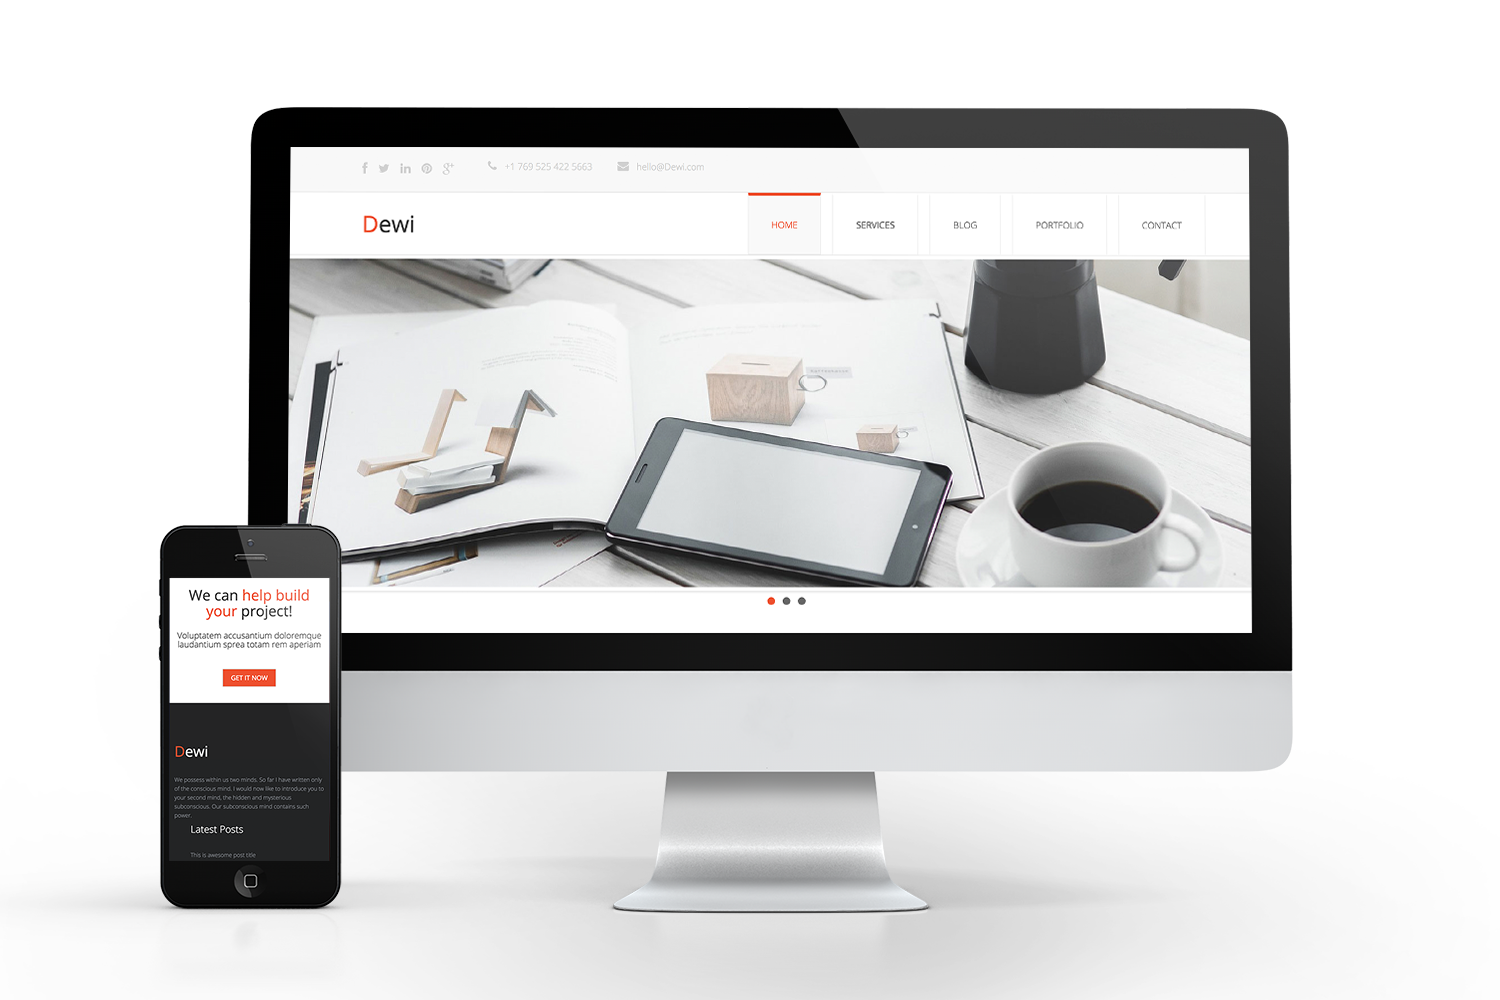 +1 769 525 422 5663
hello@Dewi.com
Dewi
HOME
SERVICES
BLOG
PORTFOLIO
CONTACT
We can help build
your project!
Voluptatem accusantium doloremque
laudantium sprea totam rem aperiam
GET IT NOW
Dewi
We possess within us two minds. So far I have written only
of the conscious mind. I would now like to introduce you to
your second mind, the hidden and mysterious
subconscious. Our subconscious mind contains such
power.
Latest Posts
This is awesome post title